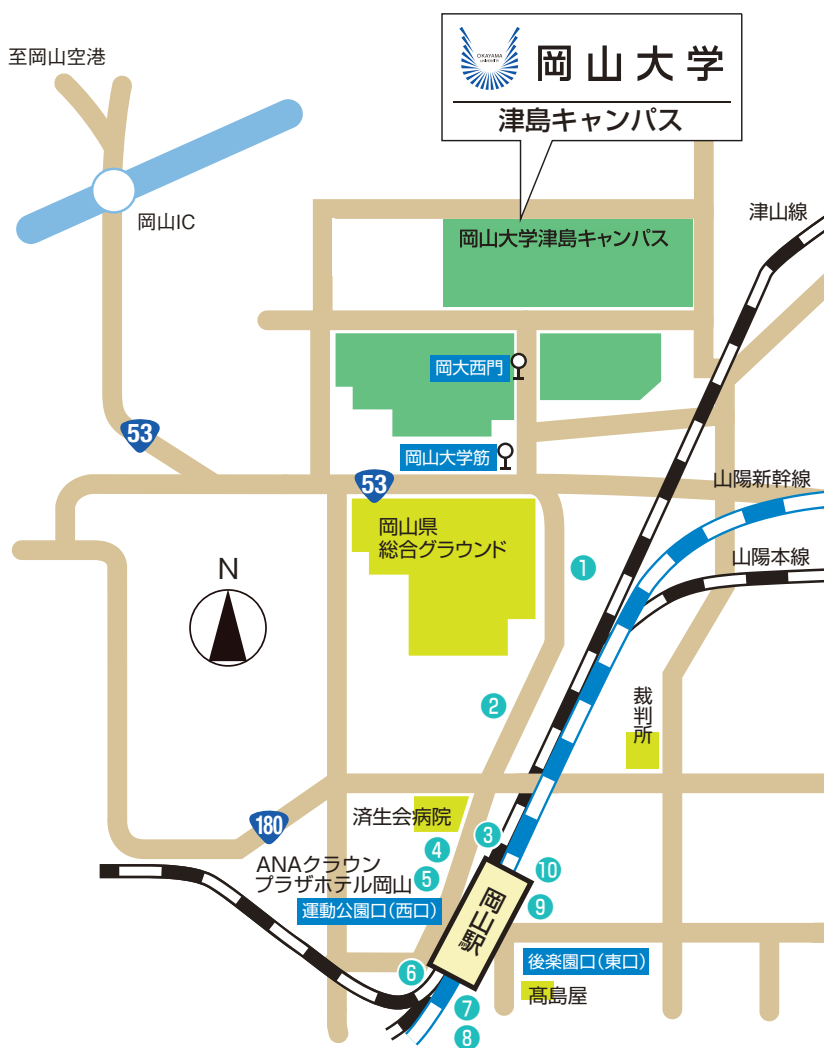 OKAYAMA
岡山大学
津島キャンパス
至岡山空港
岡山IC
津山線
岡山大学津島キャンパス
岡大西門
岡山大学筋
53
53
山陽新幹線
岡山県
総合グラウンド
山陽本線
N
1
2
裁判所
180
済生会病院
3
4
ANAクラウン
プラザホテル岡山
5
10
9
運動公園口(西口)
岡山駅
後楽園口(東口)
6
髙島屋
7
8